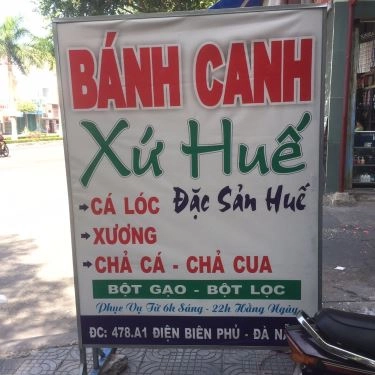 BÁNH CANH
Xứ Huế
CÁ LÓC Đặc Sản Huế
XƯƠNG
CHẢ CÁ - CHẢ CUA
BỘT GẠO - BỘT LỌC
Phục Vụ Từ 6h Sáng - 22h Hằng Ngày
ĐC: 478.A1 ĐIỆN BIÊN PHỦ - ĐÀ